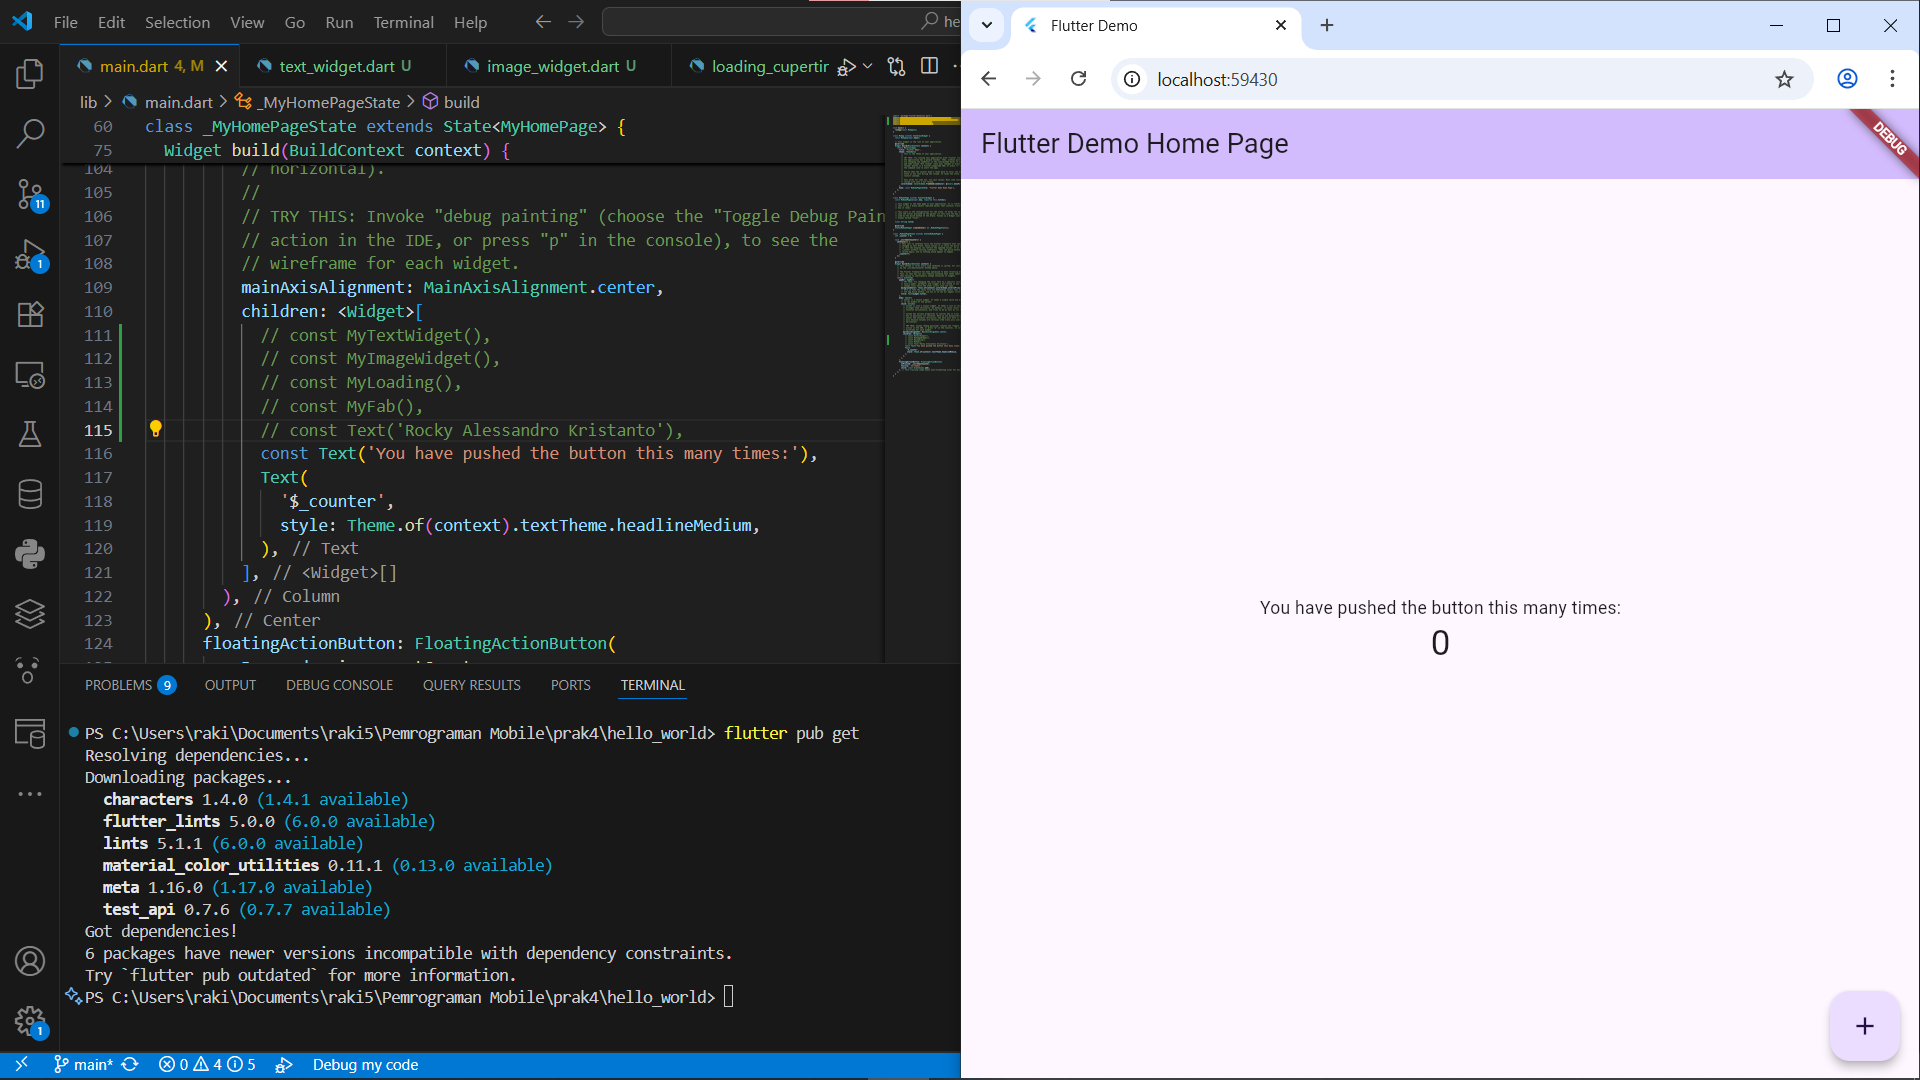 File Edit Selection View Go Run Terminal Help
he
main.dart 4, M
text_widget.dart U
image_widget.dart U
loading_cupertir
lib > main.dart > _MyHomePageState > build
60 class _MyHomePageState extends State<MyHomePage> {
75 Widget build(BuildContext context) {
104 // horizontal).
105 //
106 // TRY THIS: Invoke "debug painting" (choose the "Toggle Debug Pain
107 // action in the IDE, or press "p" in the console), to see the
108 // wireframe for each widget.
109 mainAxisAlignment: MainAxisAlignment.center,
110 children: <Widget>[
111 // const MyTextWidget(),
112 // const MyImageWidget(),
113 // const MyLoading(),
114 // const MyFab(),
115 // const Text('Rocky Alessandro Kristanto'),
116 const Text('You have pushed the button this many times:'),
117 Text(
118 '$_counter',
119 style: Theme.of(context).textTheme.headlineMedium,
120 ), // Text
121 ], // <Widget>[]
122 ), // Column
123 ), // Center
124 floatingActionButton: FloatingActionButton(
PROBLEMS 9 OUTPUT DEBUG CONSOLE QUERY RESULTS PORTS TERMINAL
PS C:\Users\raki\Documents\raki5\Pemrograman Mobile\prak4\hello_world> flutter pub get
Resolving dependencies...
Downloading packages...
characters 1.4.0 (1.4.1 available)
flutter_lints 5.0.0 (6.0.0 available)
lints 5.1.1 (6.0.0 available)
material_color_utilities 0.11.1 (0.13.0 available)
meta 1.16.0 (1.17.0 available)
test_api 0.7.6 (0.7.7 available)
Got dependencies!
6 packages have newer versions incompatible with dependency constraints.
Try `flutter pub outdated` for more information.
PS C:\Users\raki\Documents\raki5\Pemrograman Mobile\prak4\hello_world>
11
1
1
main* 0 4 5 Debug my code
Flutter Demo
localhost:59430
Flutter Demo Home Page
DEBUG
You have pushed the button this many times:
0
+